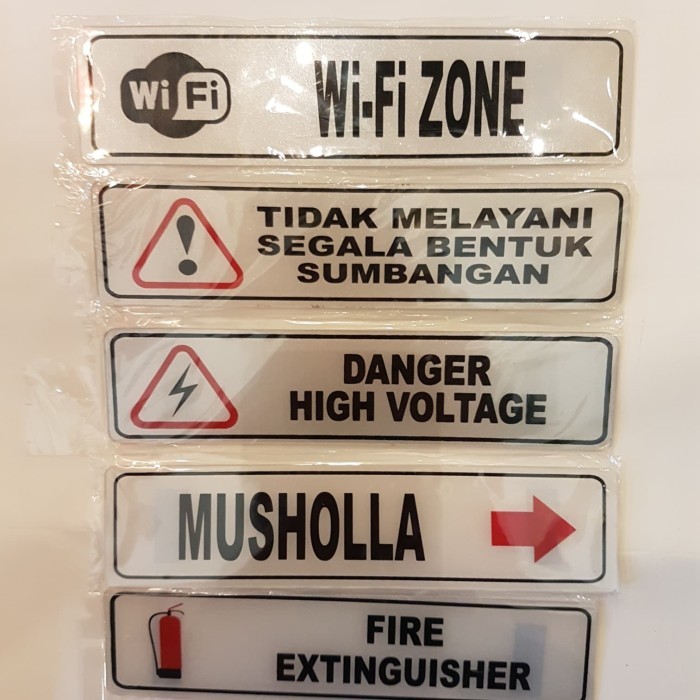 Wi Fi
Wi-Fi ZONE
TIDAK MELAYANI
SEGALA BENTUK
SUMBANGAN
DANGER
HIGH VOLTAGE
MUSHOLLA
FIRE
EXTINGUISHER